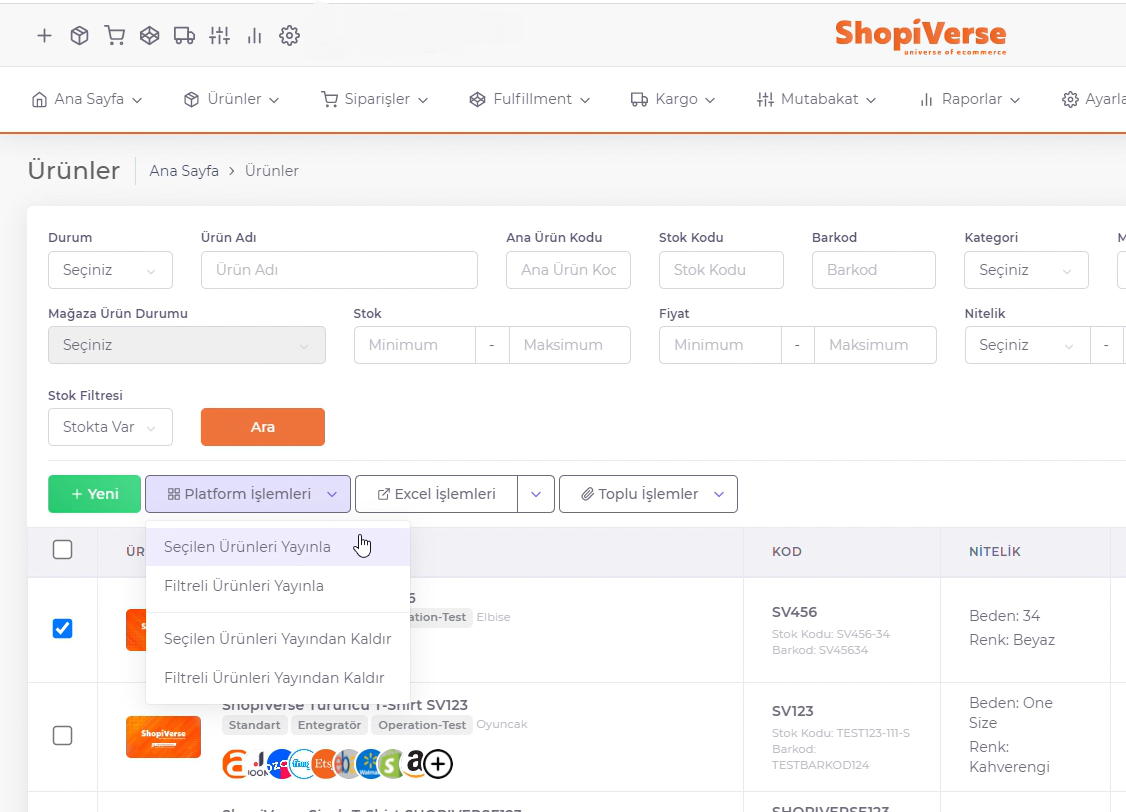 ShopiVerse
universe of ecommerce
Ana Sayfa Ürünler Siparişler Fulfillment Kargo Mutabakat Raporlar Ayarla
Ürünler Ana Sayfa > Ürünler
Durum Ürün Adı Ana Ürün Kodu Stok Kodu Barkod Kategori M
Seçiniz Ürün Adı Ana Ürün Koc Stok Kodu Barkod Seçiniz
Mağaza Ürün Durumu Stok Fiyat Nitelik
Seçiniz Minimum - Maksimum Minimum - Maksimum Seçiniz -
Stok Filtresi
Stokta Var Ara
+ Yeni Platform İşlemleri Excel İşlemleri Toplu İşlemler
ÜR KOD NİTELİK
Seçilen Ürünleri Yayınla
Filtreli Ürünleri Yayınla
Seçilen Ürünleri Yayından Kaldır
Filtreli Ürünleri Yayından Kaldır
6
ation-Test Elbise
SV456
Stok Kodu: SV456-34
Barkod: SV45634
Beden: 34
Renk: Beyaz
ShopiVerse Turuncu T-Shirt SV123
Standart Entegratör Operation-Test Oyuncak
ShopiVerse
SV123
Stok Kodu: TEST123-111-S
Barkod:
TESTBARKOD124
Beden: One
Size
Renk:
Kahverengi
SHOPIVERSE123